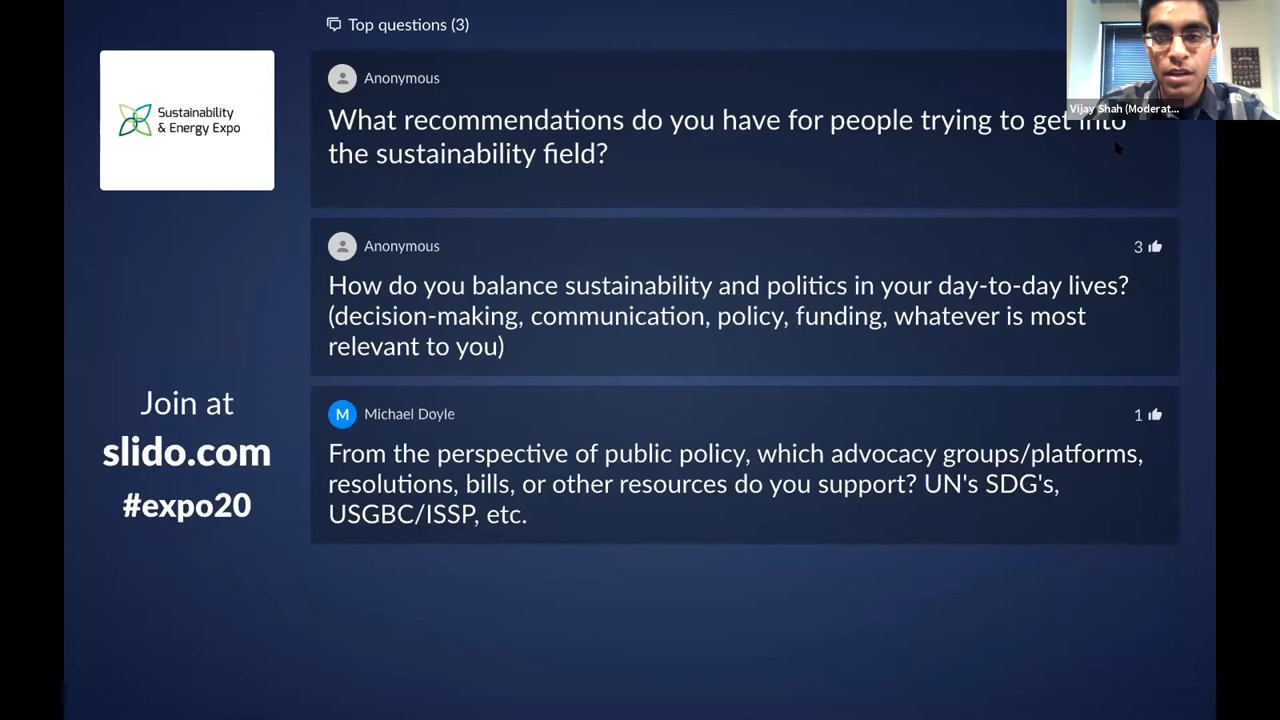 Top questions (3)
Sustainability
& Energy Expo
Anonymous
What recommendations do you have for people trying to get into
the sustainability field?
Vijay Shah (Moderat...
Anonymous
3
How do you balance sustainability and politics in your day-to-day lives?
(decision-making, communication, policy, funding, whatever is most
relevant to you)
Join at
slido.com
#expo20
M Michael Doyle
1
From the perspective of public policy, which advocacy groups/platforms,
resolutions, bills, or other resources do you support? UN's SDG's,
USGBC/ISSP, etc.